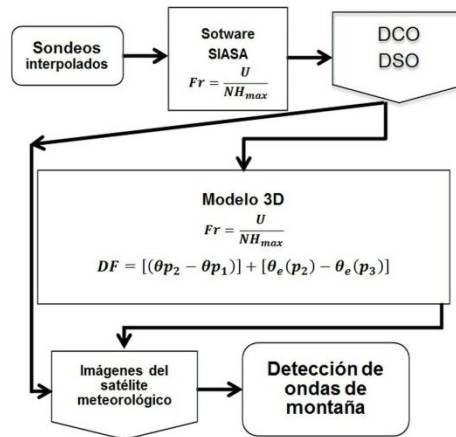 Sondeos
interpolados
Sotware
SIASA
Fr = U / NH_max
DCO
DSO
Modelo 3D
Fr = U / NH_max
DF = [(θp₂ − θp₁)] + [θₑ(p₂) − θₑ(p₃)]
Imágenes del
satélite
meteorológico
Detección de
ondas de
montaña